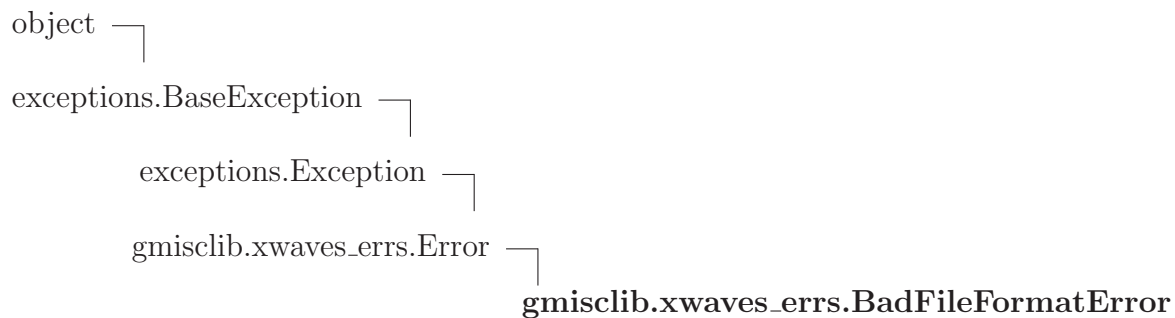 object
exceptions.BaseException
exceptions.Exception
gmisclib.xwaves_errs.Error
gmisclib.xwaves_errs.BadFileFormatError